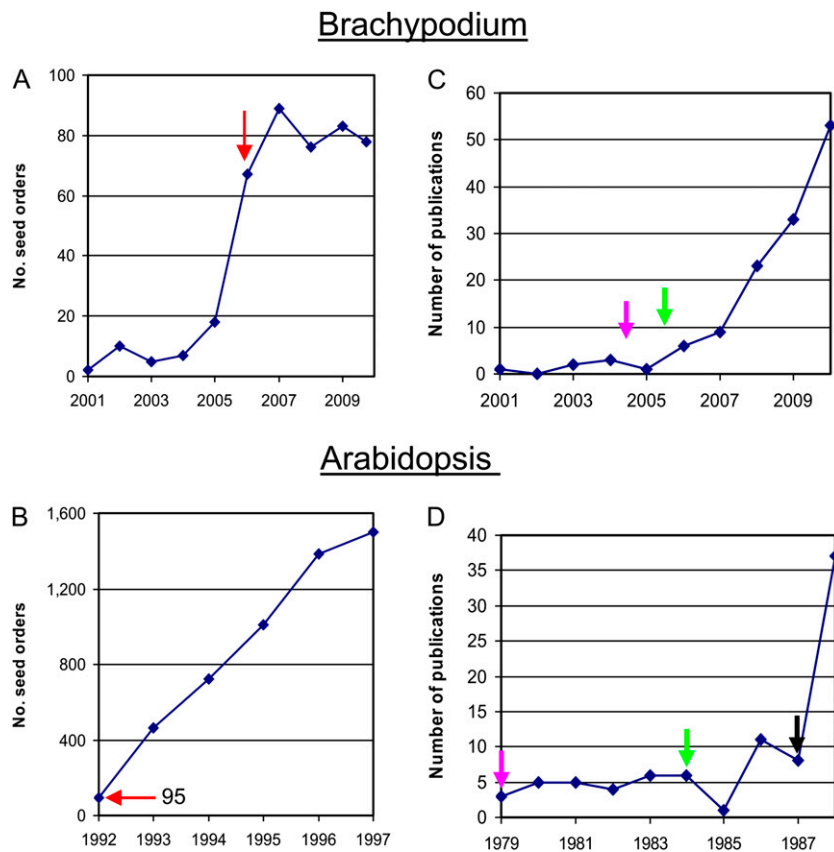 Brachypodium
A
No. seed orders
100
80
60
40
20
0
2001 2003 2005 2007 2009
C
Number of publications
60
50
40
30
20
10
0
2001 2003 2005 2007 2009
Arabidopsis
B
No. seed orders
1,600
1,200
800
400
0
95
1992 1993 1994 1995 1996 1997
D
Number of publications
40
35
30
25
20
15
10
5
0
1979 1981 1983 1985 1987